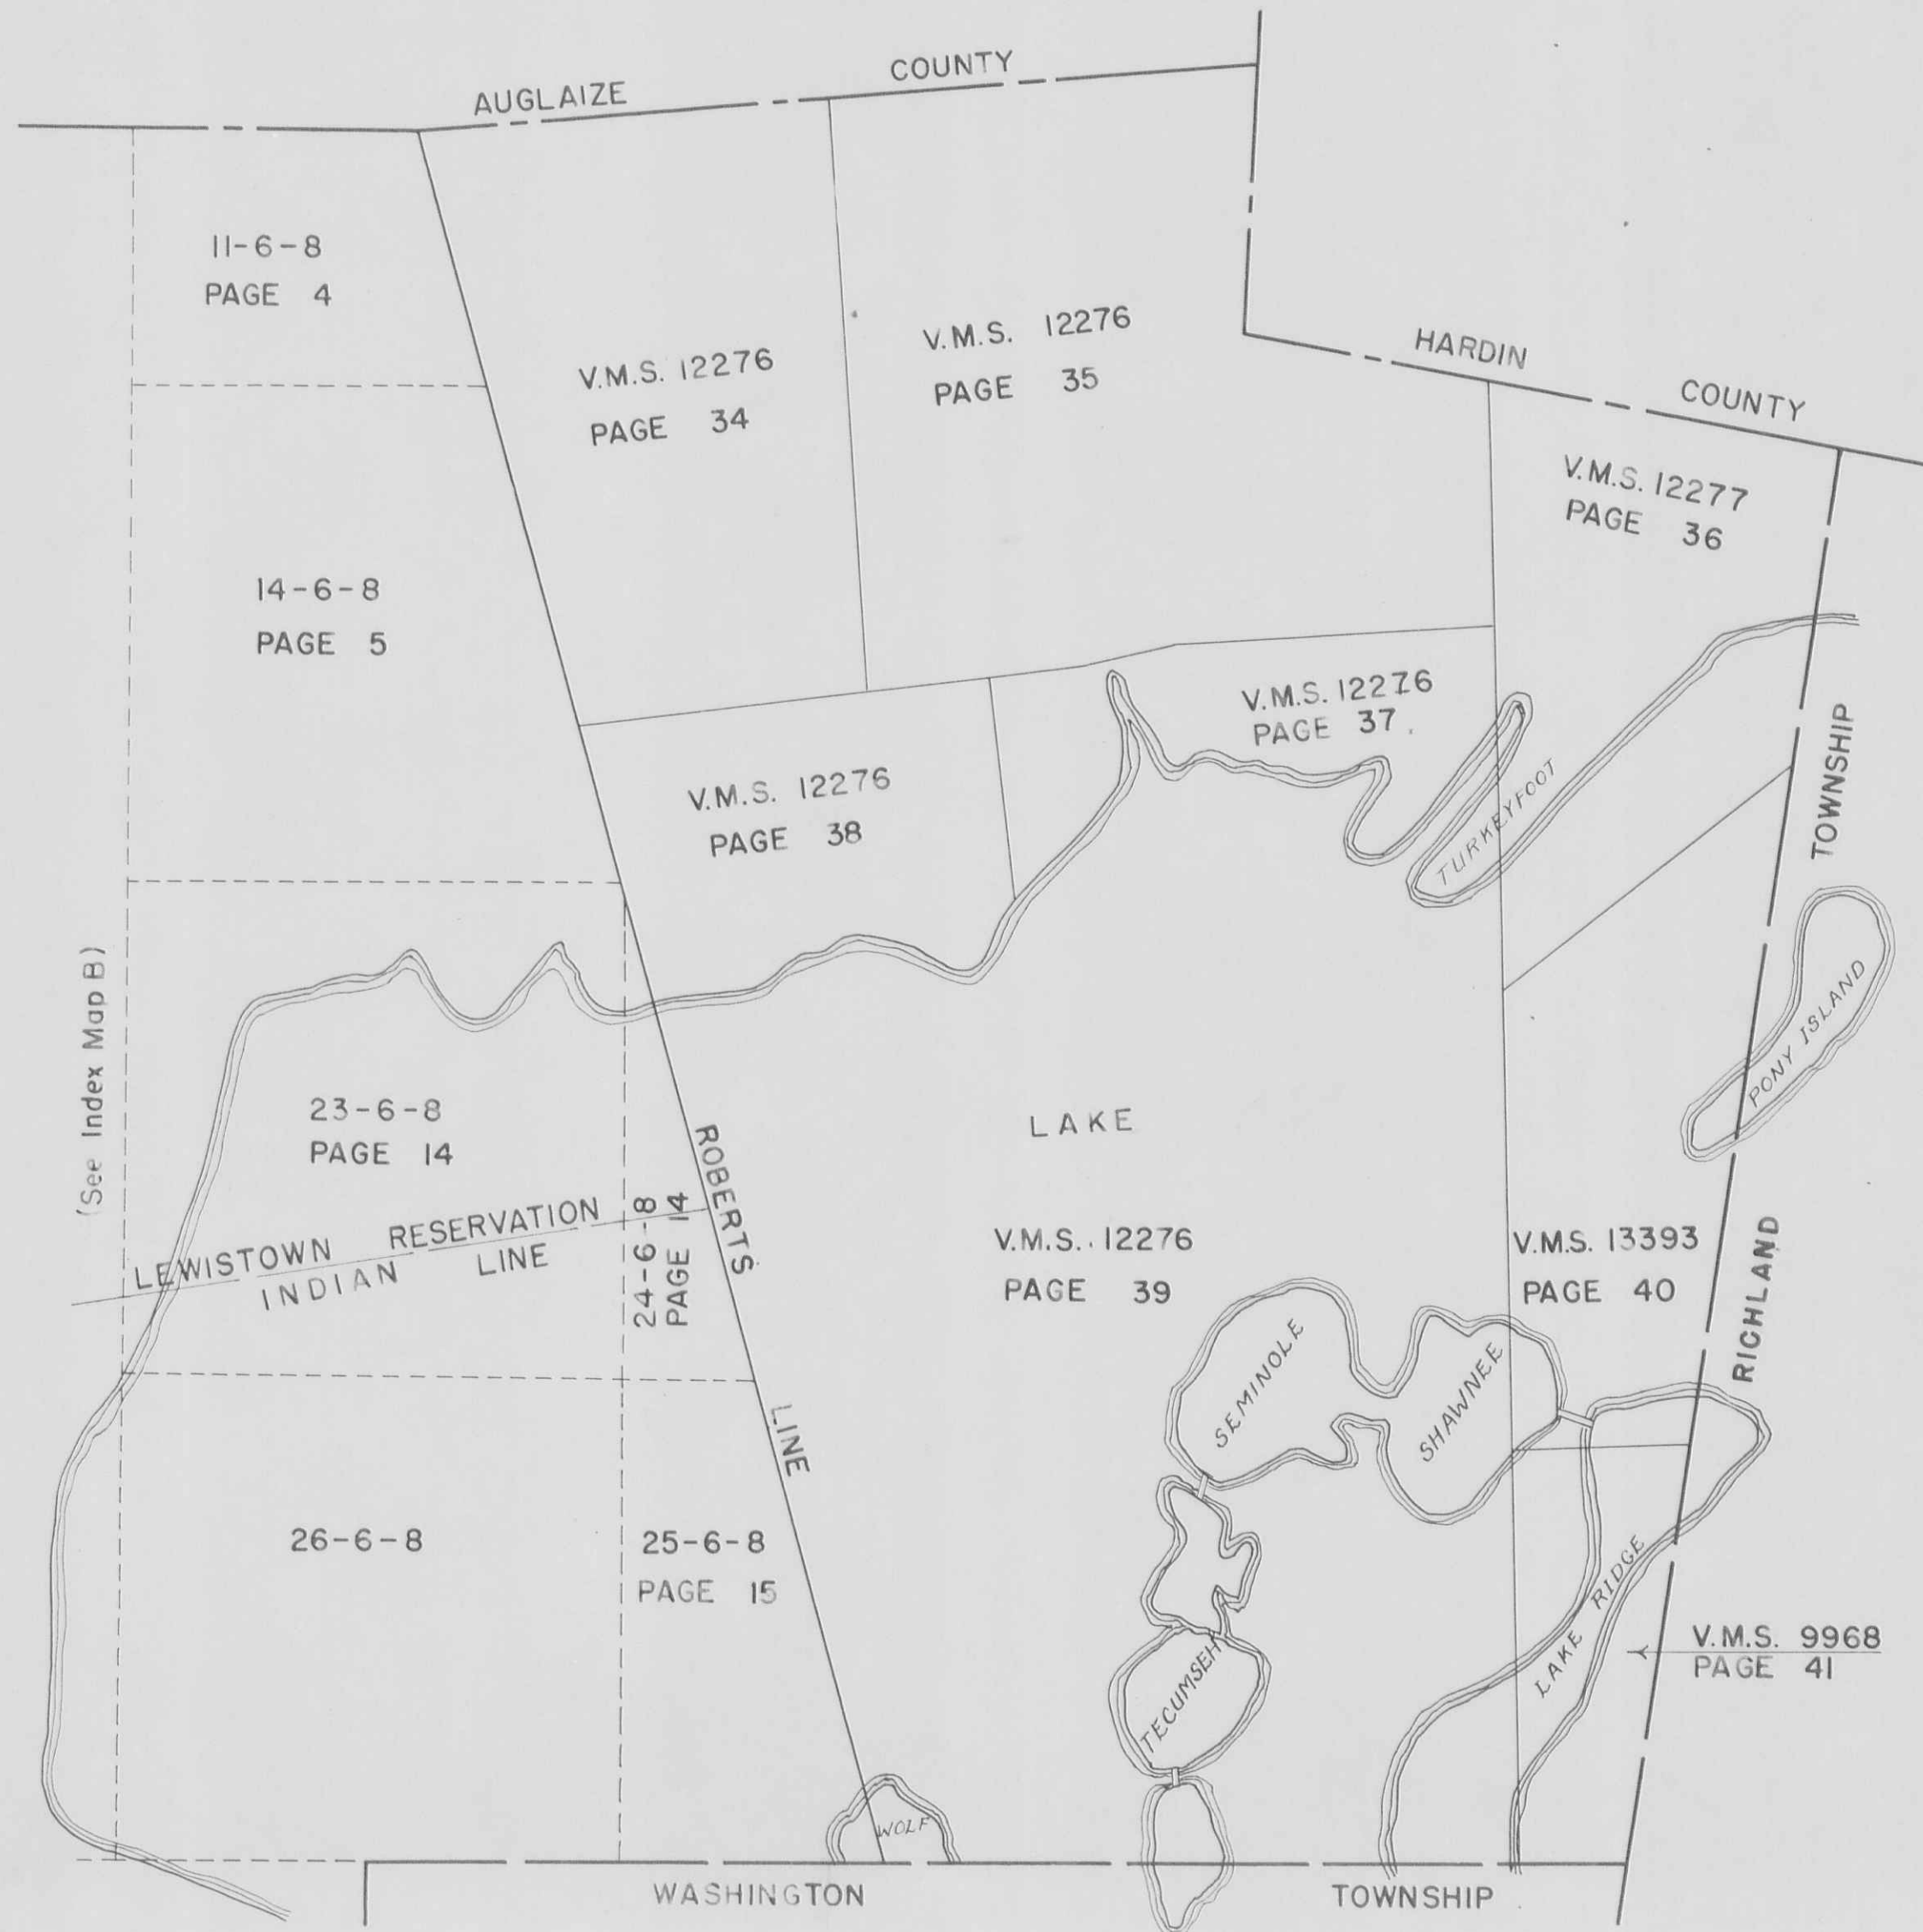 AUGLAIZE COUNTY
11-6-8
PAGE 4
V.M.S. 12276
PAGE 34
V.M.S. 12276
PAGE 35
HARDIN COUNTY
V.M.S. 12277
PAGE 36
14-6-8
PAGE 5
V.M.S. 12276
PAGE 37
TURKEYFOOT
V.M.S. 12276
PAGE 38
RICHLAND TOWNSHIP
PONY ISLAND
(See Index Map B)
23-6-8
PAGE 14
LAKE
LEWISTOWN RESERVATION
INDIAN LINE
24-6-8
PAGE 14
ROBERTS LINE
V.M.S. 12276
PAGE 39
V.M.S. 13393
PAGE 40
SEMINOLE
SHAWNEE
26-6-8
25-6-8
PAGE 15
LAKE RIDGE
V.M.S. 9968
PAGE 41
TECUMSEH
WOLF
WASHINGTON TOWNSHIP